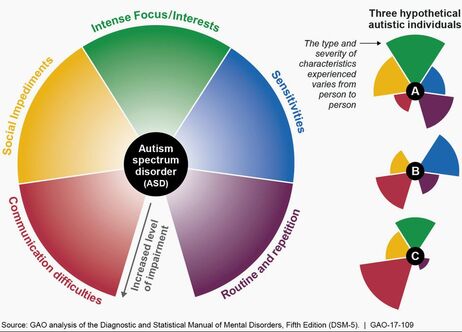 Intense Focus/Interests
Social Impediments
Sensitivities
Autism
spectrum
disorder
(ASD)
Communication difficulties
Increased level
of impairment
Routine and repetition
Three hypothetical
autistic individuals
The type and
severity of
characteristics
experienced
varies from
person to
person
A
B
C
Source: GAO analysis of the Diagnostic and Statistical Manual of Mental Disorders, Fifth Edition (DSM-5). | GAO-17-109